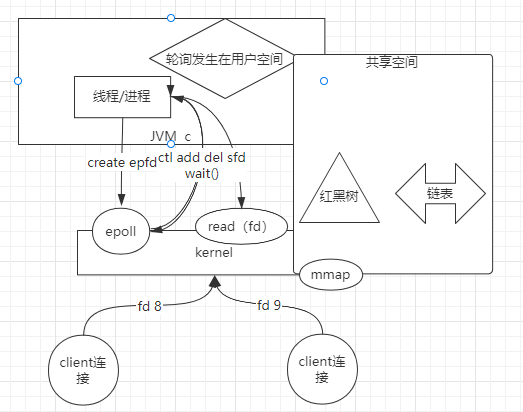 轮询发生在用户空间
共享空间
线程/进程
JVM c
create epfd
ctl add del sfd
wait()
红黑树
链表
epoll
read（fd）
kernel
mmap
fd 8
fd 9
client连
接
client连
接